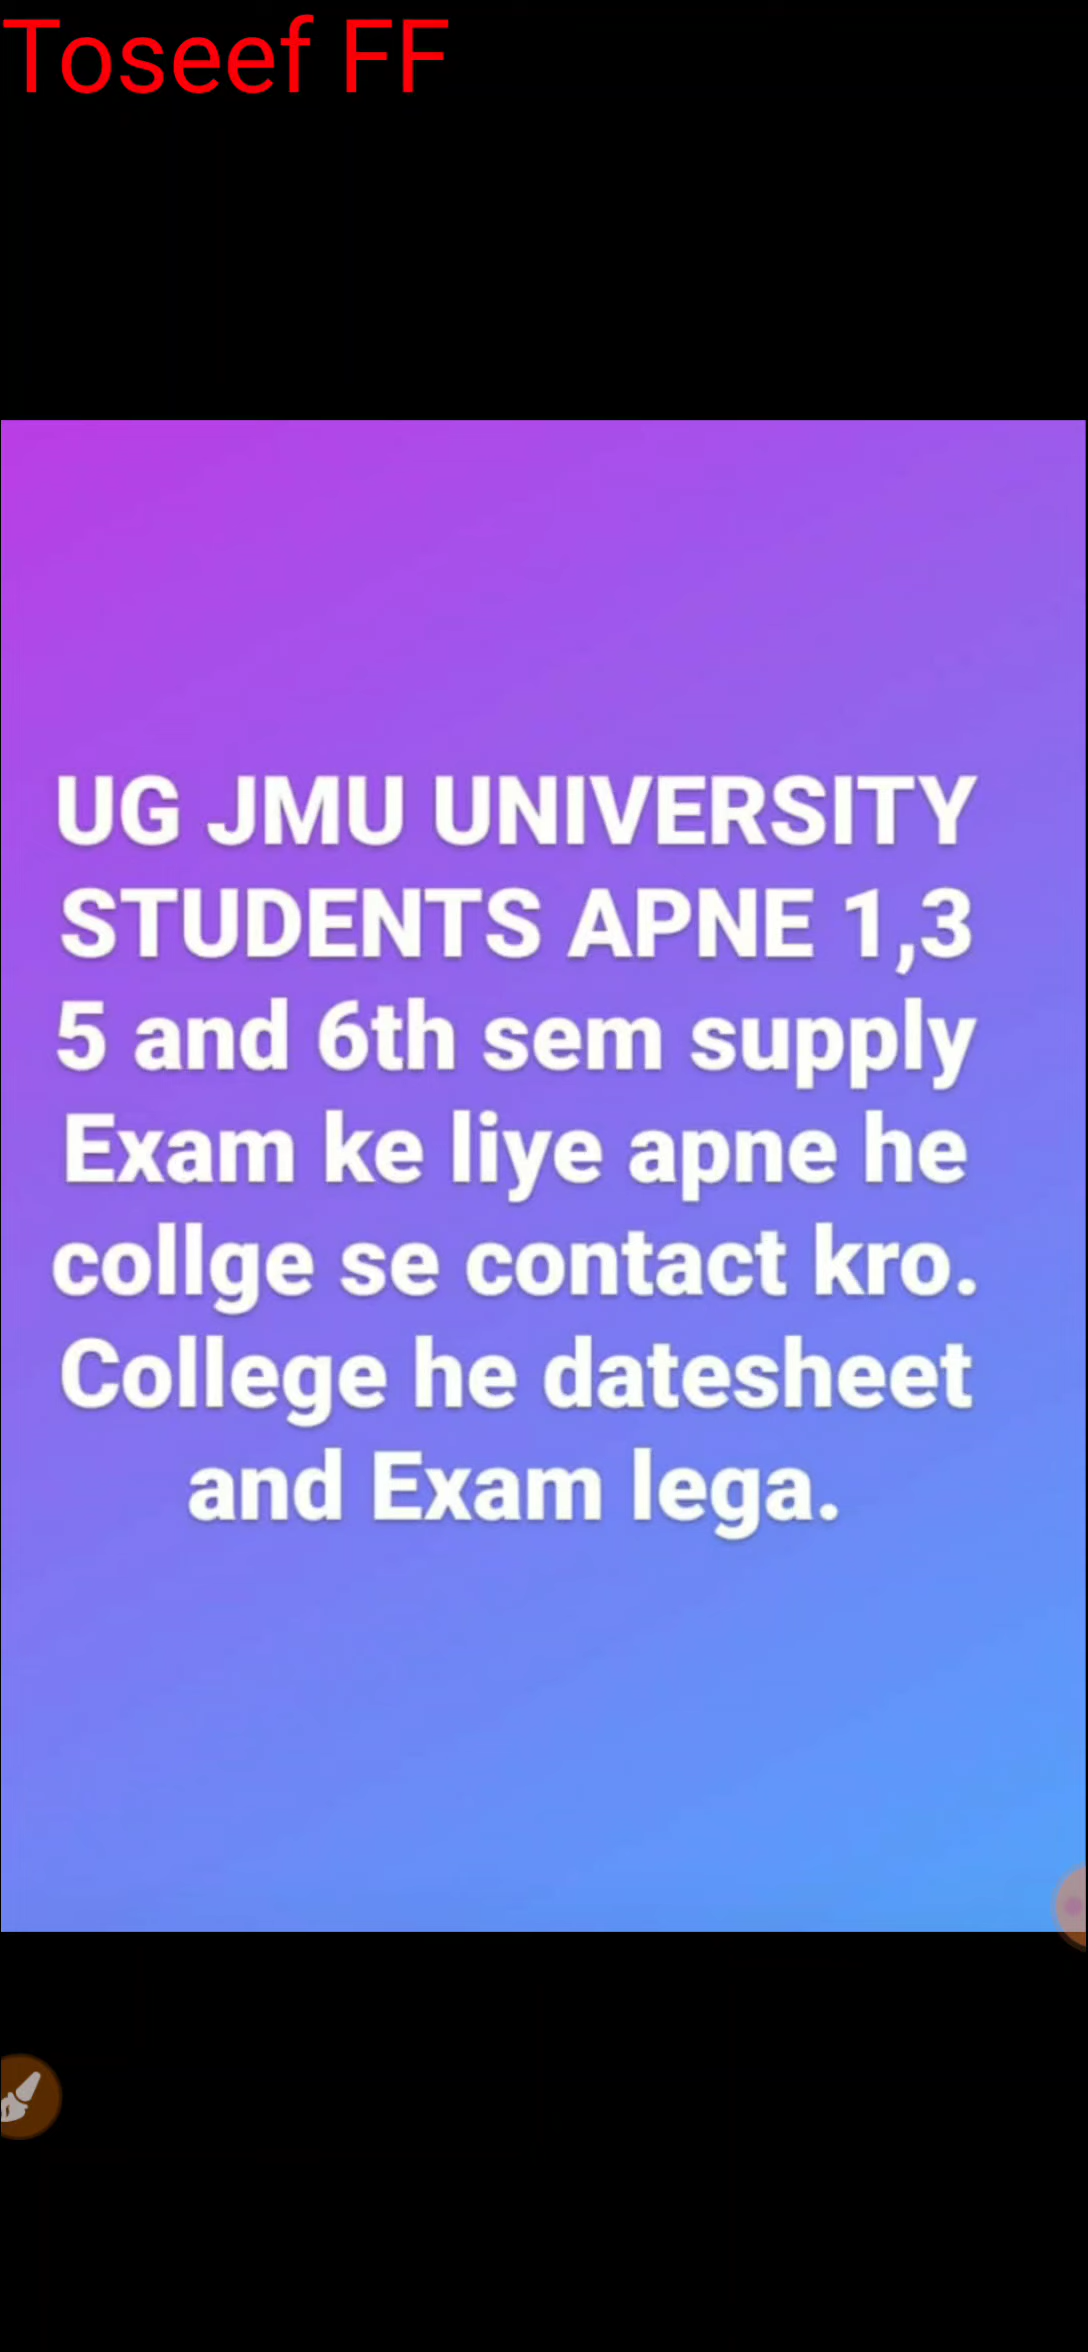 Toseef FF
UG JMU UNIVERSITY
STUDENTS APNE 1,3
5 and 6th sem supply
Exam ke liye apne he
collge se contact kro.
College he datesheet
and Exam lega.